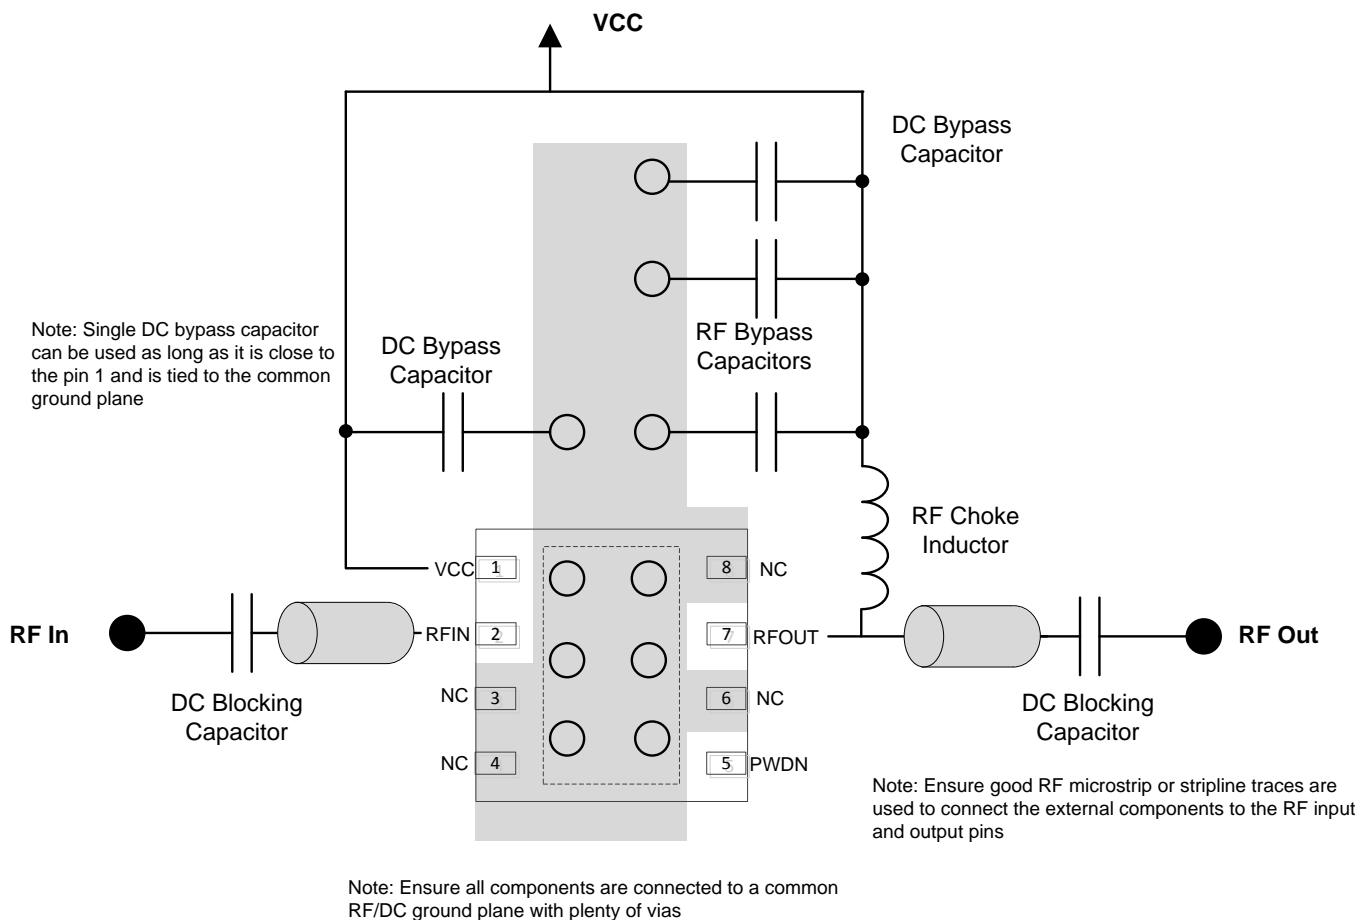 VCC
DC Bypass
Capacitor
Note: Single DC bypass capacitor
can be used as long as it is close to
the pin 1 and is tied to the common
ground plane
DC Bypass
Capacitor
RF Bypass
Capacitors
RF Choke
Inductor
VCC 1
8 NC
RF In
RFIN 2
7 RFOUT
RF Out
NC 3
6 NC
DC Blocking
Capacitor
DC Blocking
Capacitor
NC 4
5 PWDN
Note: Ensure good RF microstrip or stripline traces are
used to connect the external components to the RF input
and output pins
Note: Ensure all components are connected to a common
RF/DC ground plane with plenty of vias